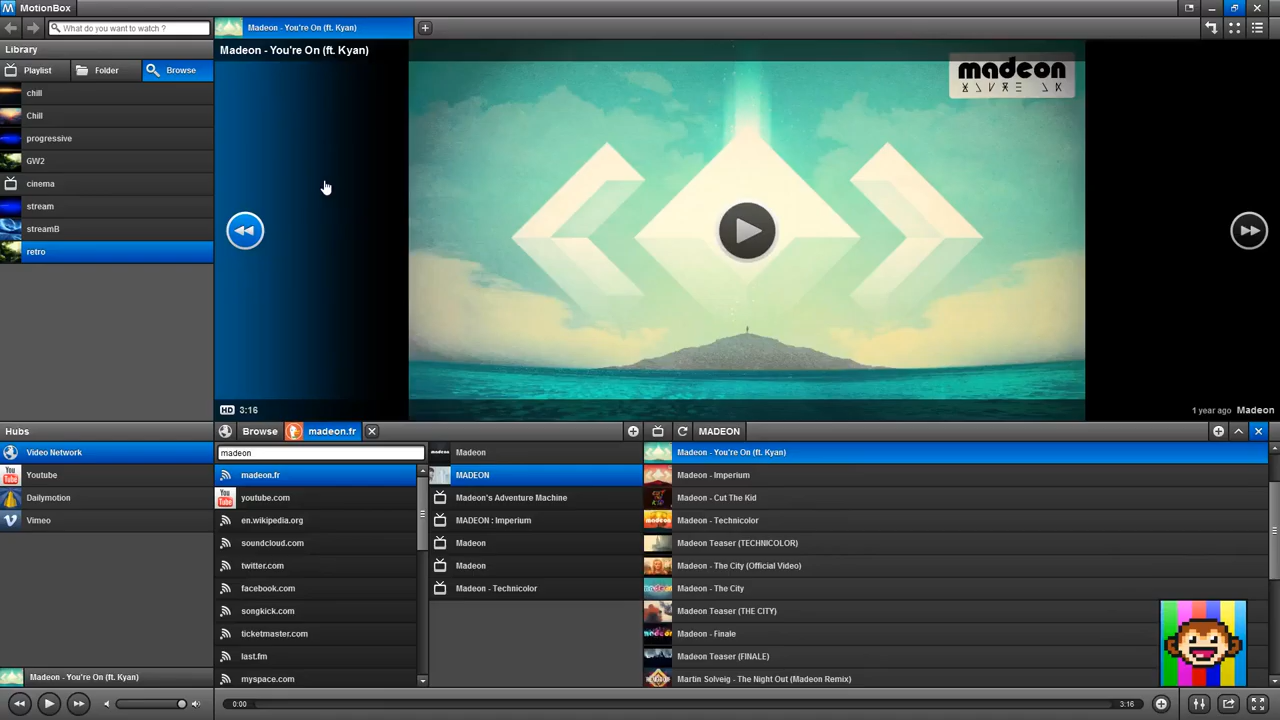 MotionBox
What do you want to watch ?
Madeon - You're On (ft. Kyan)
Library
Madeon - You're On (ft. Kyan)
madeon
Playlist
Folder
Browse
chill
Chill
progressive
GW2
cinema
stream
streamB
retro
HD 3:16
1 year ago Madeon
Hubs
Browse
madeon.fr
MADEON
Video Network
Youtube
Dailymotion
Vimeo
madeon
madeon.fr
You Tube
youtube.com
en.wikipedia.org
soundcloud.com
twitter.com
facebook.com
songkick.com
ticketmaster.com
last.fm
myspace.com
Madeon
MADEON
Madeon's Adventure Machine
MADEON : Imperium
Madeon
Madeon
Madeon - Technicolor
Madeon - You're On (ft. Kyan)
Madeon - Imperium
Madeon - Cut The Kid
Madeon - Technicolor
Madeon Teaser (TECHNICOLOR)
Madeon - The City (Official Video)
Madeon - The City
Madeon Teaser (THE CITY)
Madeon - Finale
Madeon Teaser (FINALE)
Martin Solveig - The Night Out (Madeon Remix)
Madeon - You're On (ft. Kyan)
0:00
3:16